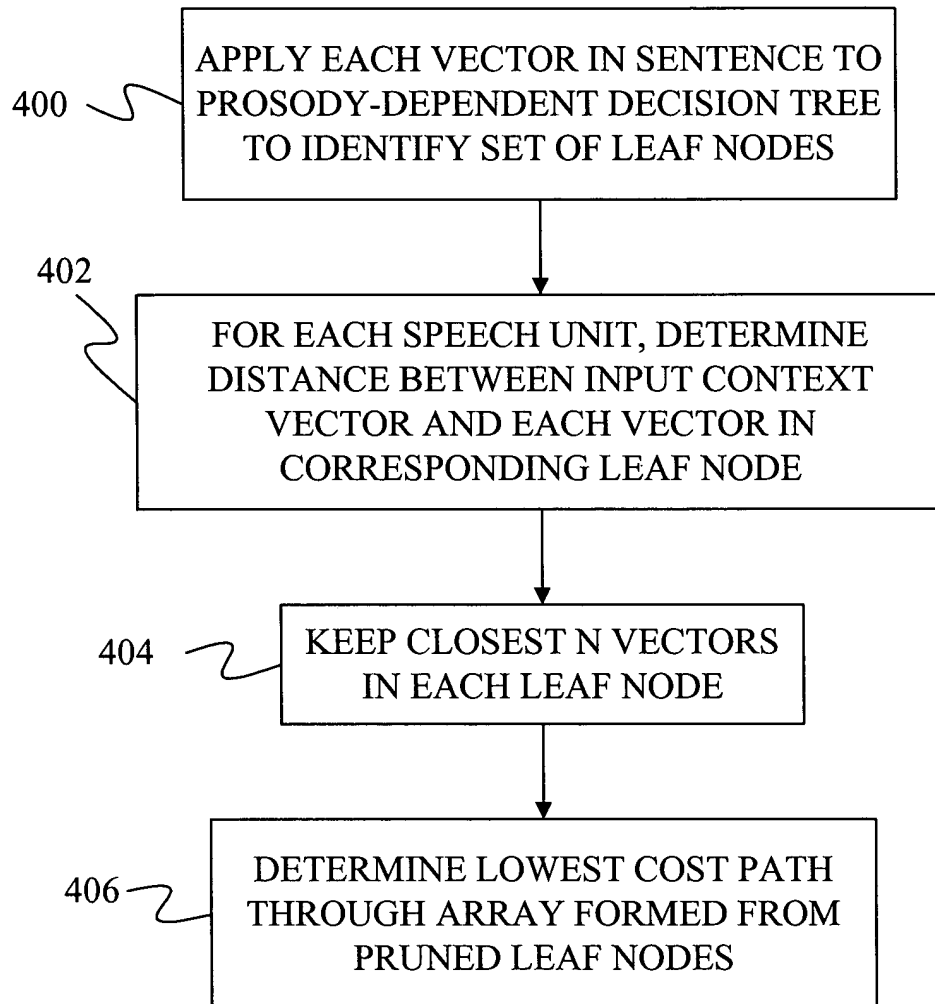 400
APPLY EACH VECTOR IN SENTENCE TO
PROSODY-DEPENDENT DECISION TREE
TO IDENTIFY SET OF LEAF NODES
402
FOR EACH SPEECH UNIT, DETERMINE
DISTANCE BETWEEN INPUT CONTEXT
VECTOR AND EACH VECTOR IN
CORRESPONDING LEAF NODE
404
KEEP CLOSEST N VECTORS
IN EACH LEAF NODE
406
DETERMINE LOWEST COST PATH
THROUGH ARRAY FORMED FROM
PRUNED LEAF NODES